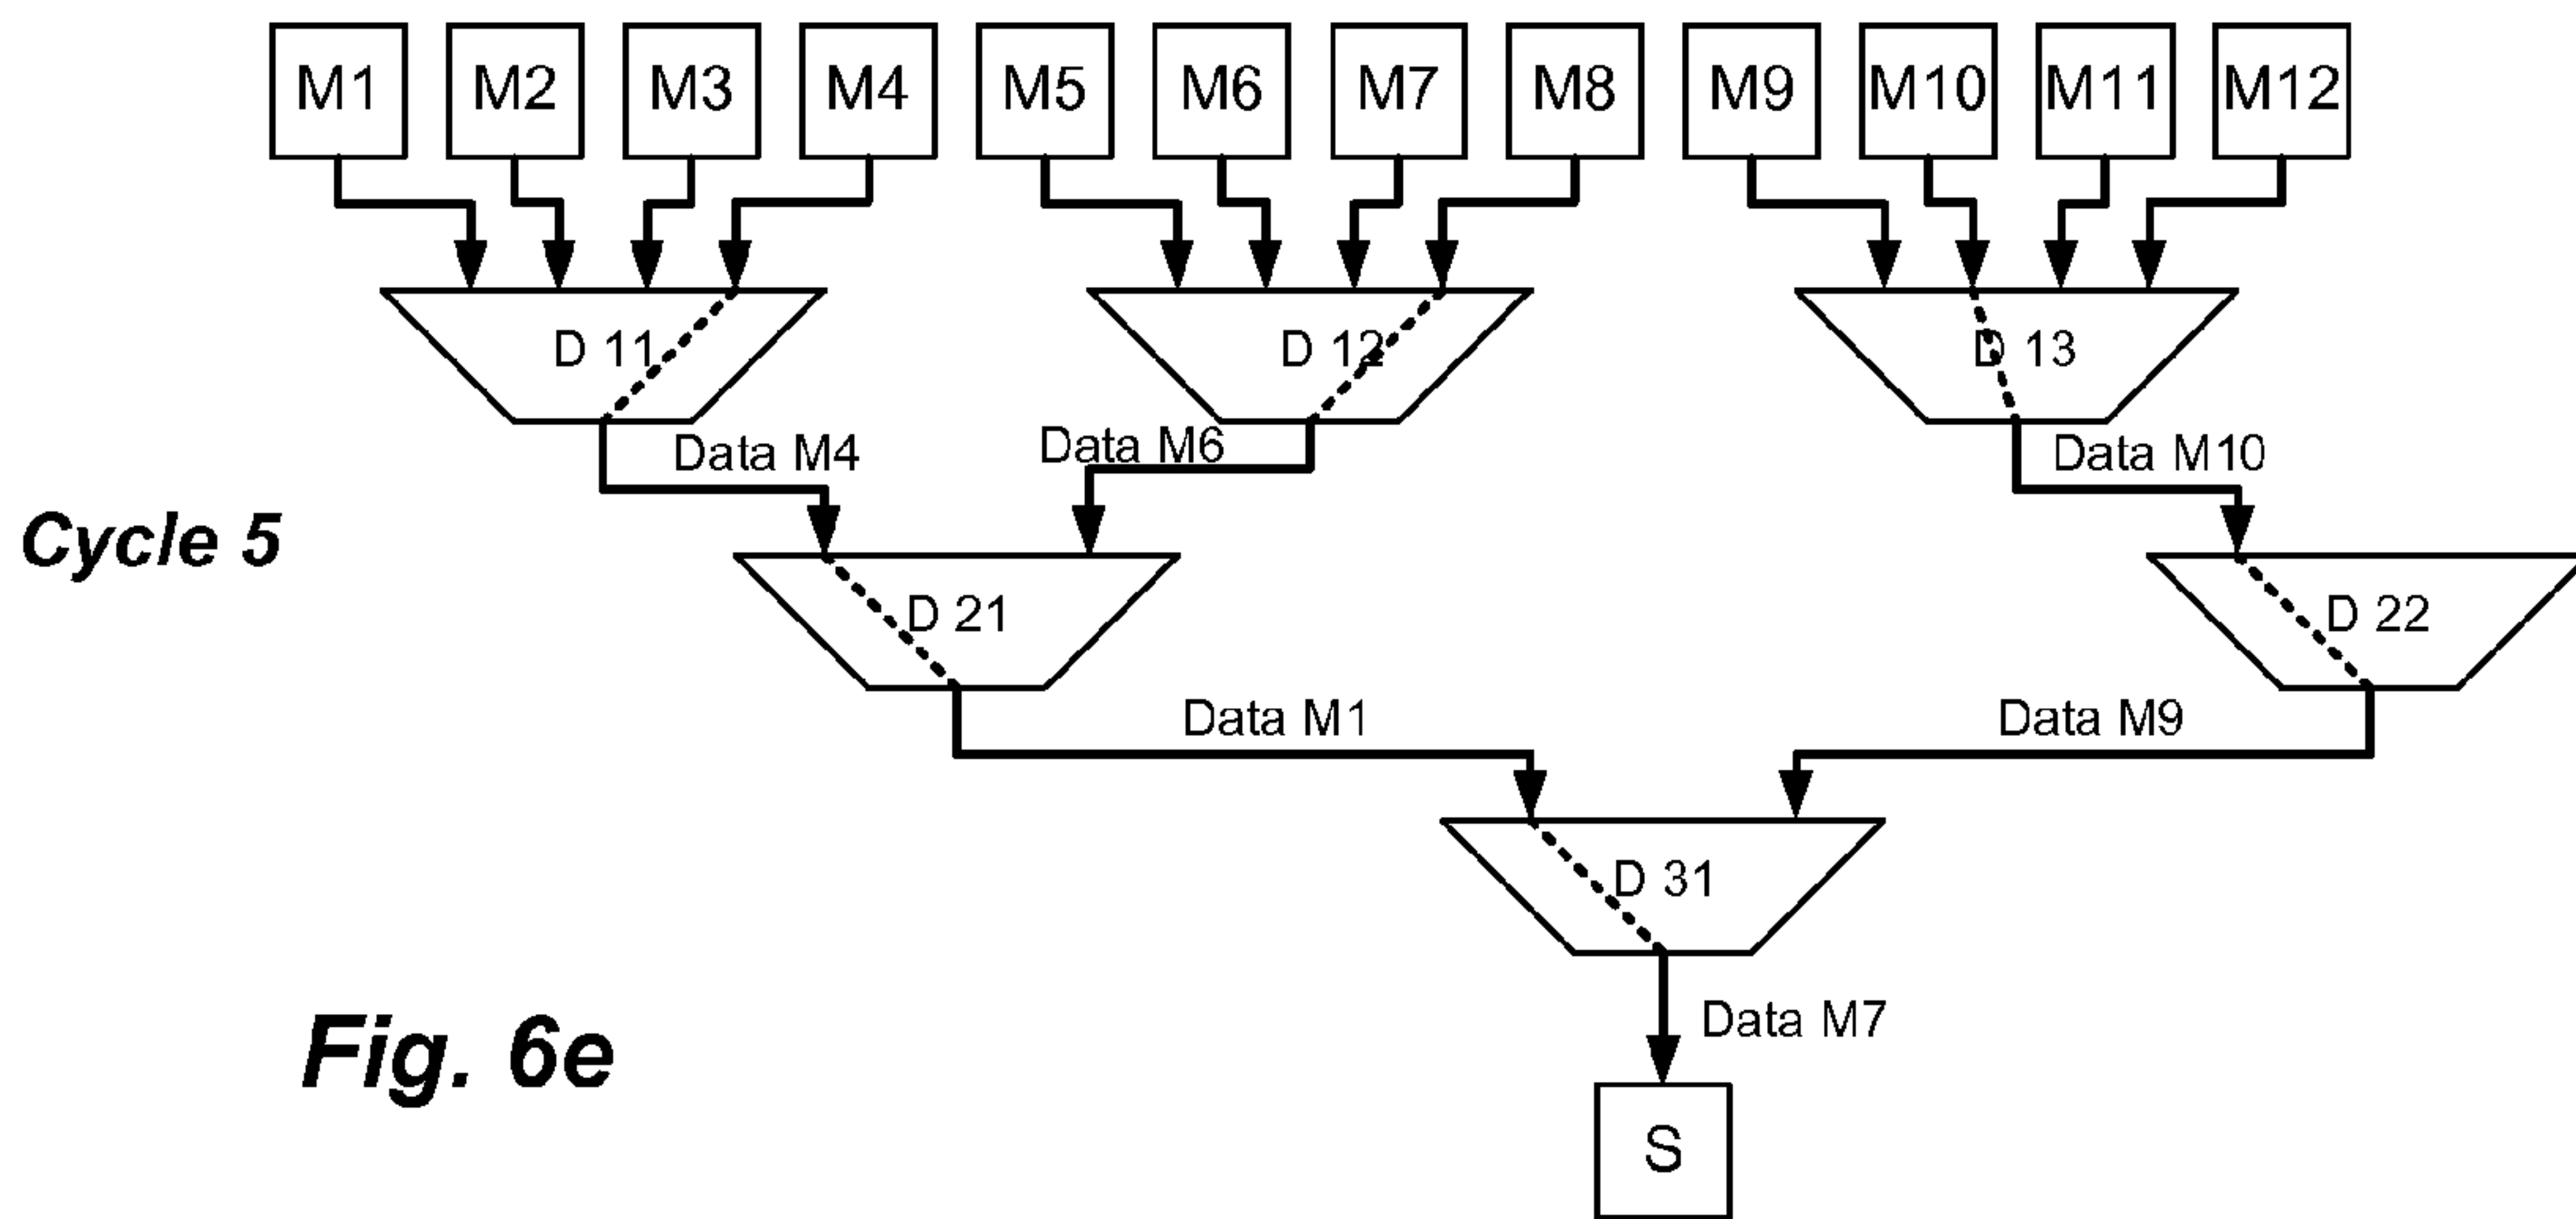 M1 M2 M3 M4 M5 M6 M7 M8 M9 M10 M11 M12
D 11 D 12 D 13
Data M4 Data M6 Data M10
Cycle 5
D 21 D 22
Data M1 Data M9
D 31
Data M7
Fig. 6e
S